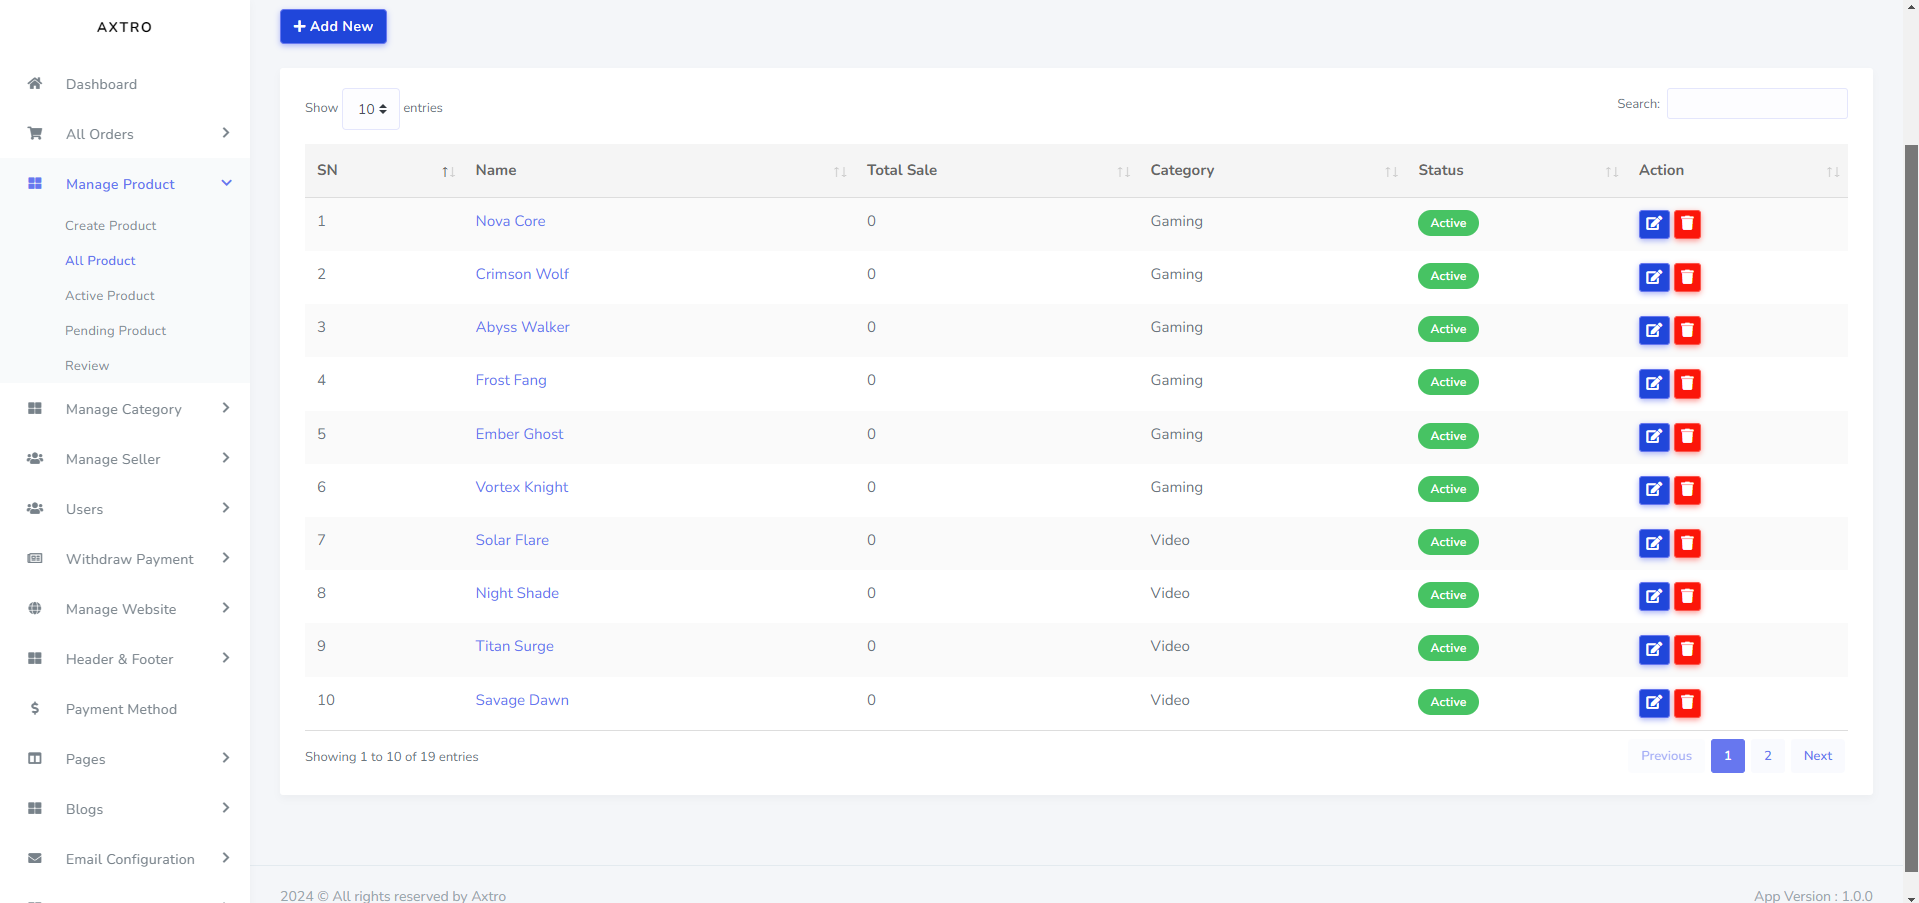 AXTRO
Dashboard
All Orders
Manage Product
Create Product
All Product
Active Product
Pending Product
Review
Manage Category
Manage Seller
Users
Withdraw Payment
Manage Website
Header & Footer
Payment Method
Pages
Blogs
Email Configuration
Add New
Show 10 entries
Search:
SN Name Total Sale Category Status Action
1 Nova Core 0 Gaming Active
2 Crimson Wolf 0 Gaming Active
3 Abyss Walker 0 Gaming Active
4 Frost Fang 0 Gaming Active
5 Ember Ghost 0 Gaming Active
6 Vortex Knight 0 Gaming Active
7 Solar Flare 0 Video Active
8 Night Shade 0 Video Active
9 Titan Surge 0 Video Active
10 Savage Dawn 0 Video Active
Showing 1 to 10 of 19 entries
Previous 1 2 Next
2024 © All rights reserved by Axtro
App Version : 1.0.0